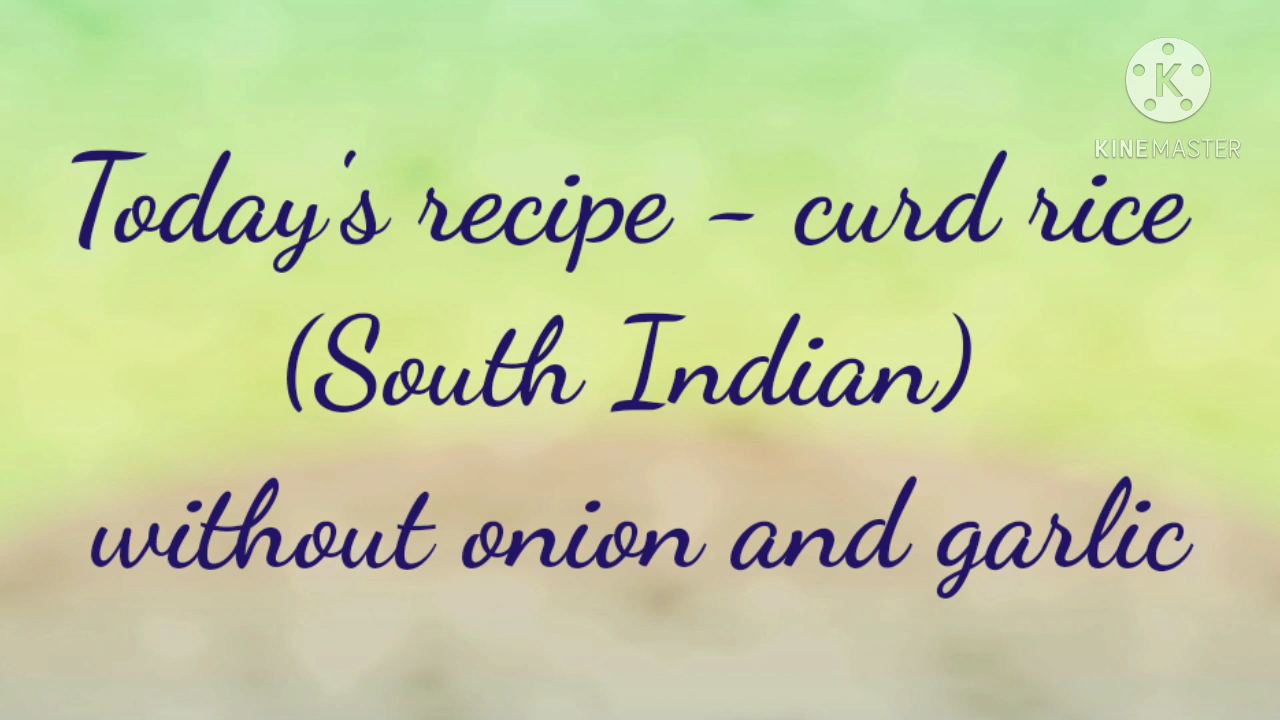 K
KINEMASTER
Today's recipe - curd rice
(South Indian)
without onion and garlic